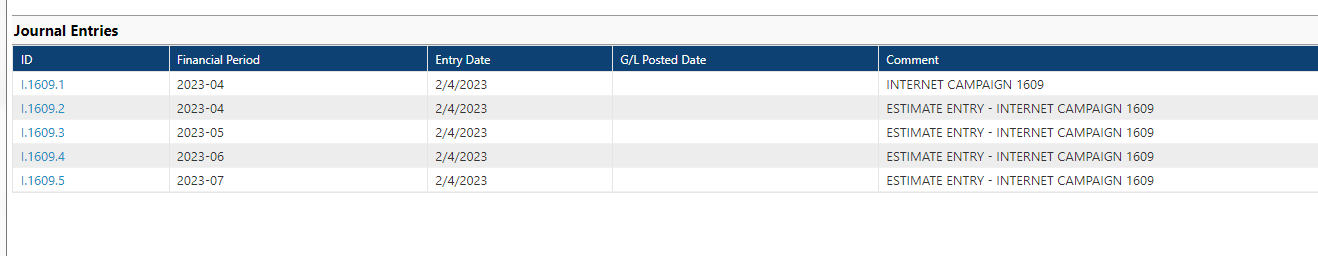 Journal Entries
ID Financial Period Entry Date G/L Posted Date Comment
I.1609.1 2023-04 2/4/2023 INTERNET CAMPAIGN 1609
I.1609.2 2023-04 2/4/2023 ESTIMATE ENTRY - INTERNET CAMPAIGN 1609
I.1609.3 2023-05 2/4/2023 ESTIMATE ENTRY - INTERNET CAMPAIGN 1609
I.1609.4 2023-06 2/4/2023 ESTIMATE ENTRY - INTERNET CAMPAIGN 1609
I.1609.5 2023-07 2/4/2023 ESTIMATE ENTRY - INTERNET CAMPAIGN 1609